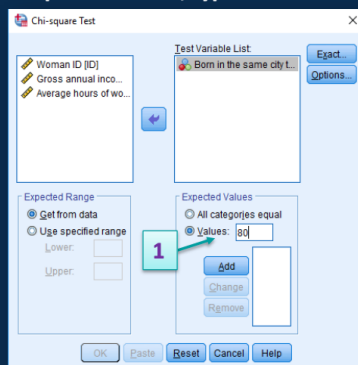 Chi-square Test
Woman ID [ID]
Gross annual inco...
Average hours of wo...
Test Variable List:
Born in the same city t...
Exact...
Options...
Expected Range
Get from data
Use specified range
Lower:
Upper:
Expected Values
All categories equal
Values: 80
1
Add
Change
Remove
OK Paste Reset Cancel Help